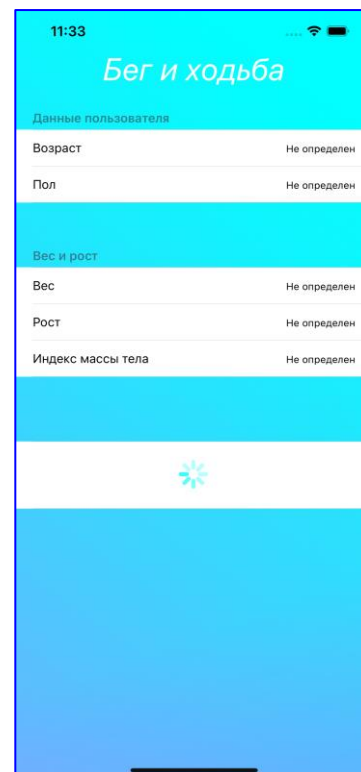 11:33
Бег и ходьба
Данные пользователя
Возраст Не определен
Пол Не определен
Вес и рост
Вес Не определен
Рост Не определен
Индекс массы тела Не определен